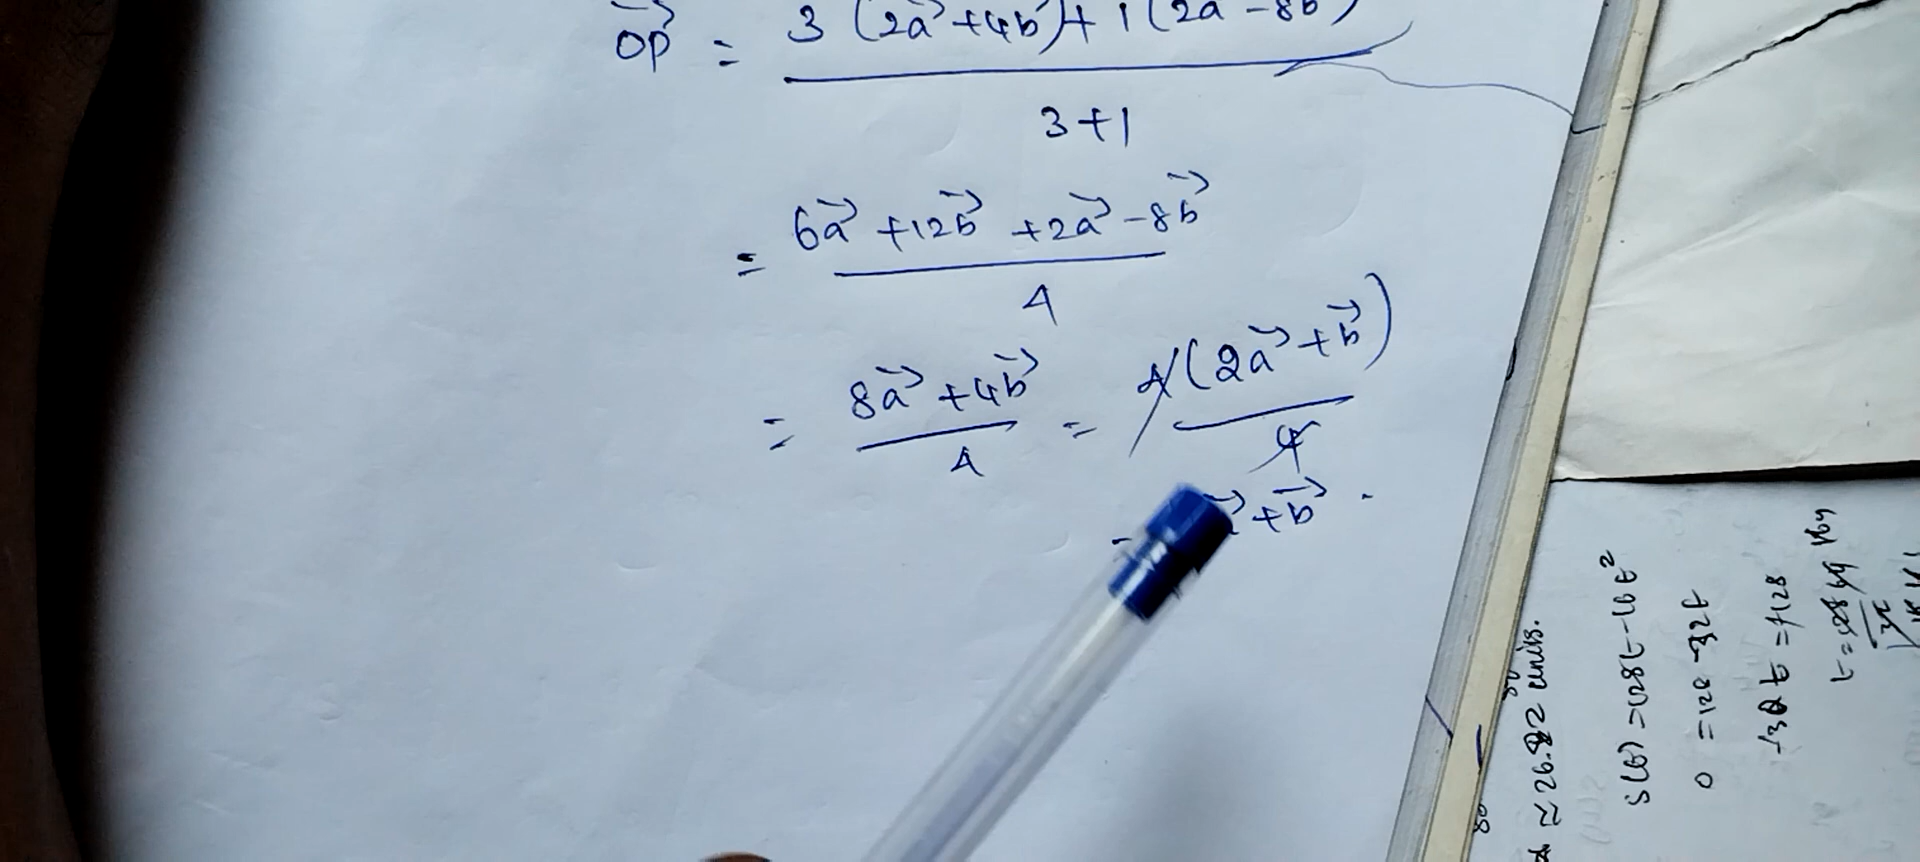 OP⃗ = 3 (2a⃗ + 4b⃗) + 1 (2a - 8b)
3+1
= 6a⃗ + 12b⃗ + 2a⃗ - 8b⃗
4
= 8a⃗ + 4b⃗ = 4(2a⃗ + b⃗)
4 4
= a⃗ + b⃗ .
≈ 26.82 units.
s(t) = 128t - 16t²
0 = 128 - 32t
-32t = -128